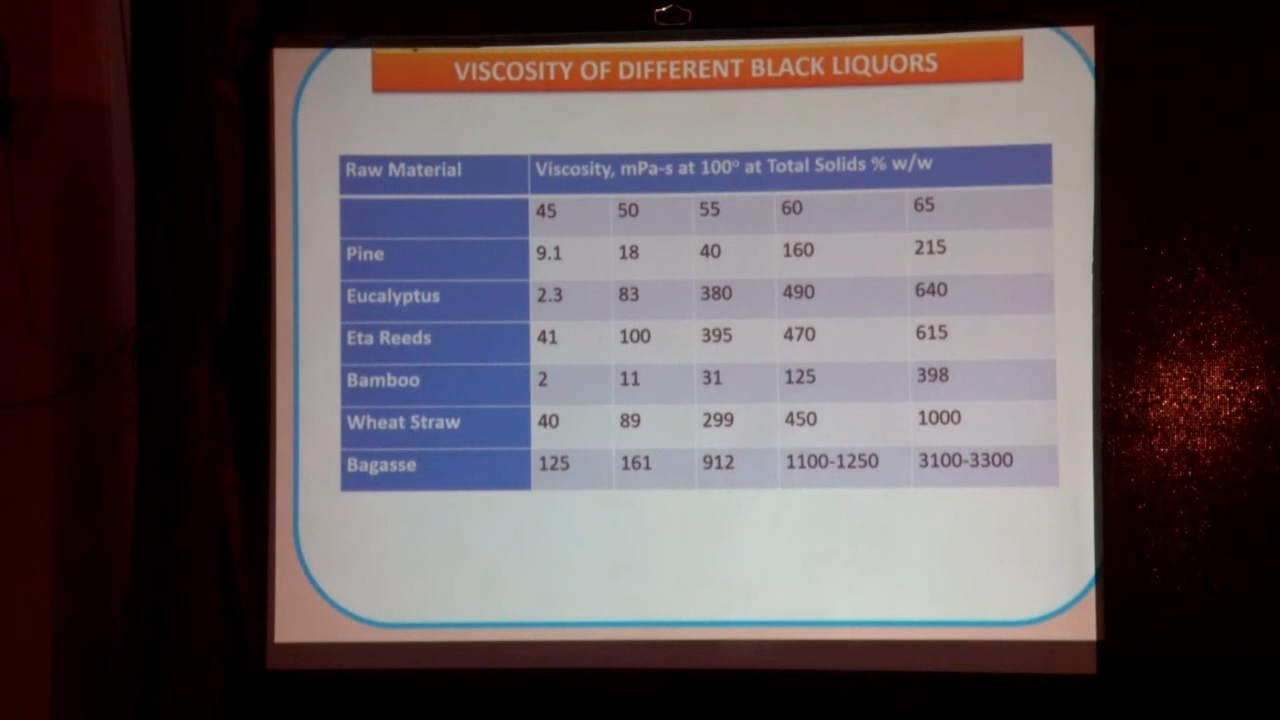 VISCOSITY OF DIFFERENT BLACK LIQUORS
Raw Material Viscosity, mPa-s at 100º at Total Solids % w/w
45 50 55 60 65
Pine 9.1 18 40 160 215
Eucalyptus 2.3 83 380 490 640
Eta Reeds 41 100 395 470 615
Bamboo 2 11 31 125 398
Wheat Straw 40 89 299 450 1000
Bagasse 125 161 912 1100-1250 3100-3300